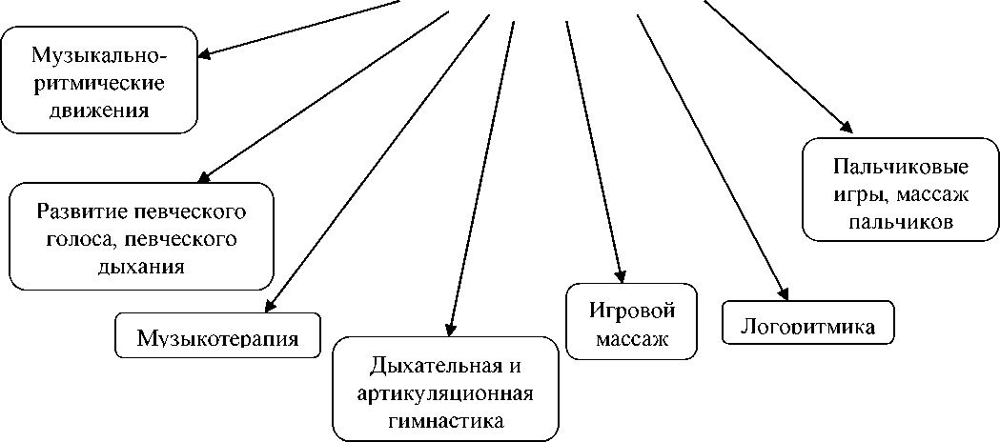 Музыкально-
ритмические
движения
Развитие певческого
голоса, певческого
дыхания
Музыкотерапия
Дыхательная и
артикуляционная
гимнастика
Игровой
массаж
Логоритмика
Пальчиковые
игры, массаж
пальчиков